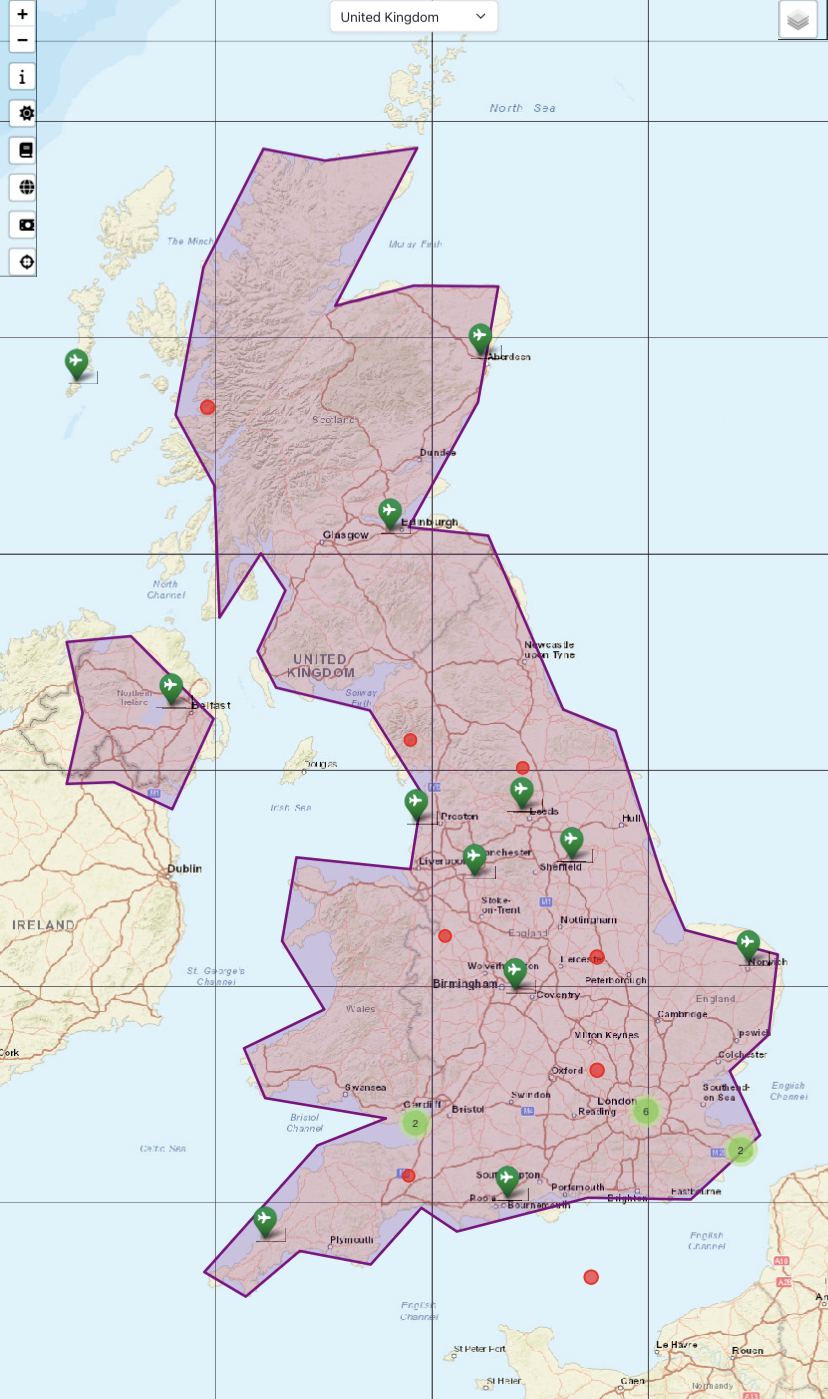 +
United Kingdom
−
i
North Sea
The Minch
Moray Firth
Aberdeen
Scotland
Dundee
Edinburgh
Glasgow
North
Channel
Newcastle
upon Tyne
UNITED
KINGDOM
Northern
Ireland
Solway
Firth
Belfast
Douglas
M1
Irish Sea
Preston
Leeds
Hull
Manchester
Liverpool
Sheffield
Dublin
M1
Stoke-
on-Trent
Nottingham
IRELAND
England
Leicester
Norwich
St. George's
Channel
Peterborough
Birmingham
Coventry
England
Wales
Cambridge
Milton Keynes
Ipswich
Cork
Colchester
Oxford
Swansea
Swindon
London
Southend-
on Sea
English
Channel
Cardiff
Bristol
M4
Reading
6
Bristol
Channel
2
Celtic Sea
2
Portsmouth
Bournemouth
Brighton
Eastbourne
Plymouth
English
Channel
English
Channel
St Peter Port
Le Havre
Rouen
St Helier
Caen
Normandy